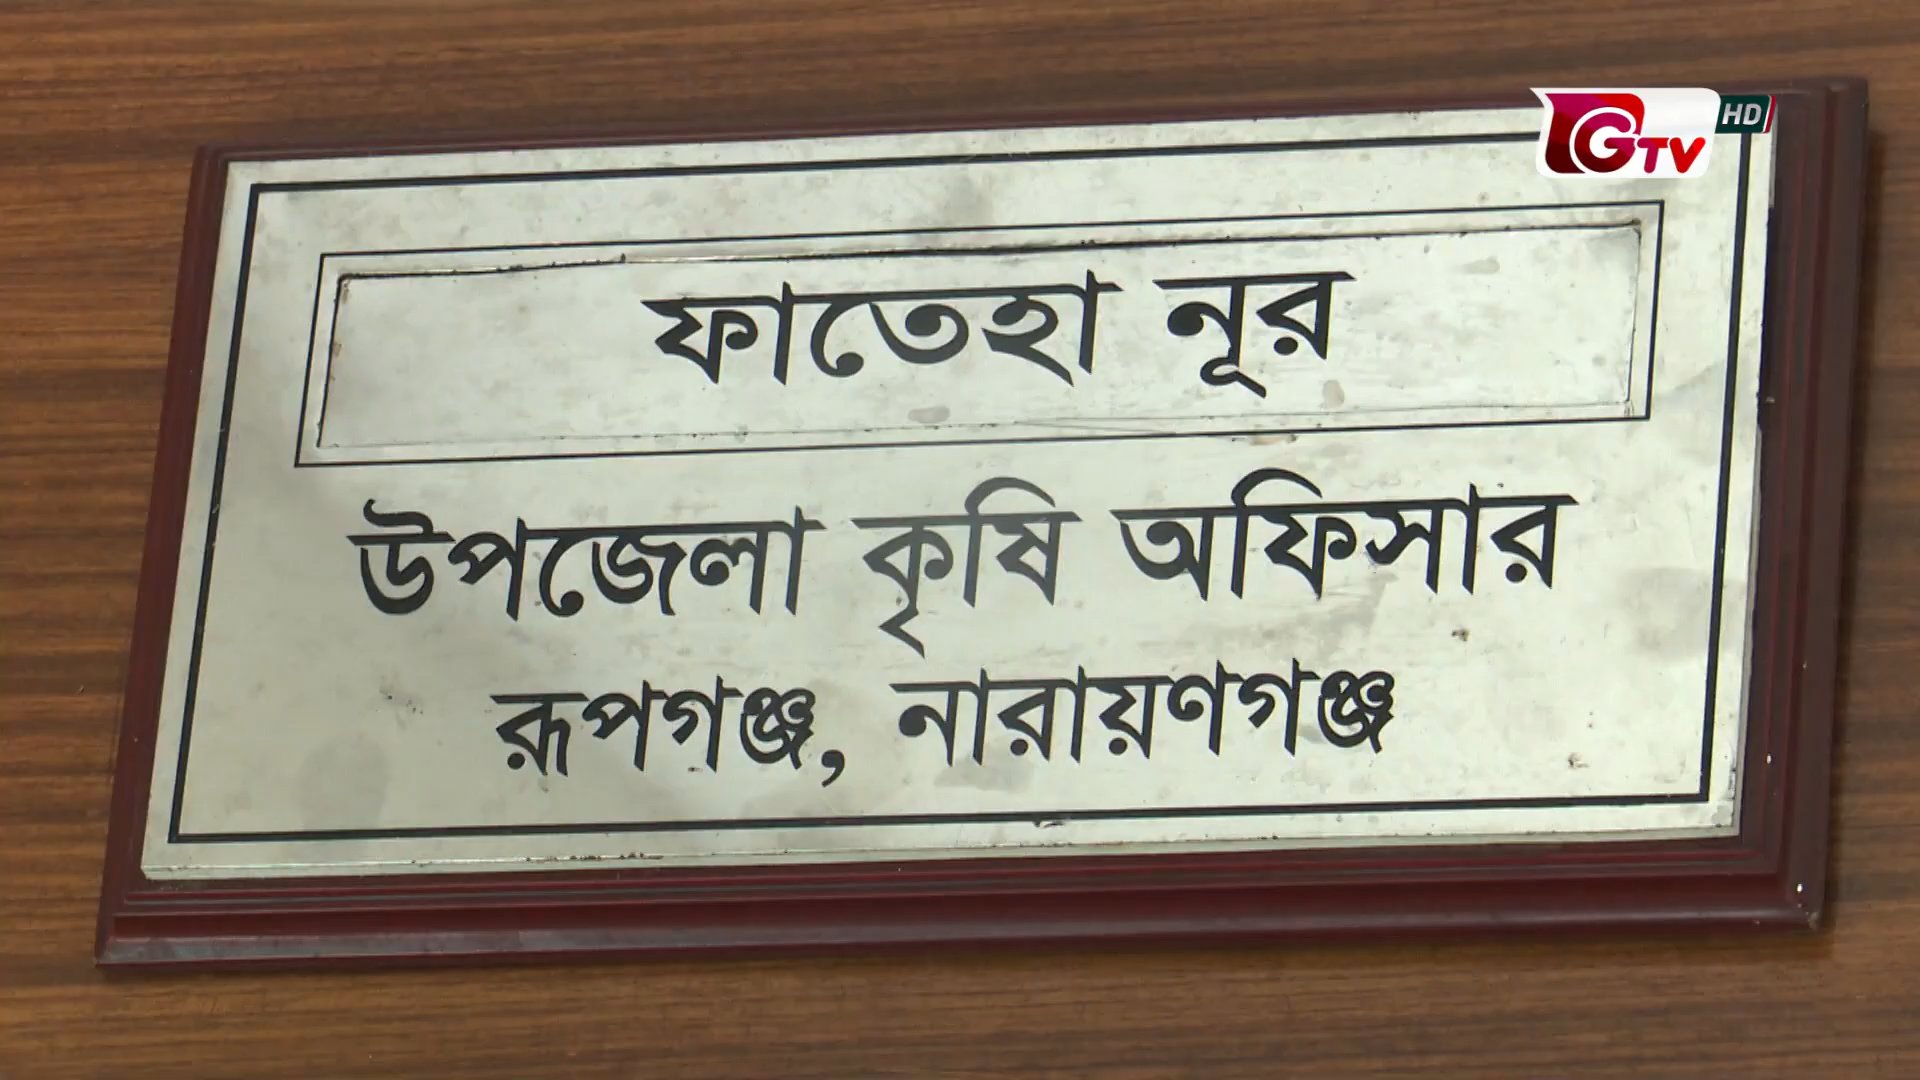 GTV HD
ফাতেহা নূর
উপজেলা কৃষি অফিসার
রূপগঞ্জ, নারায়ণগঞ্জ